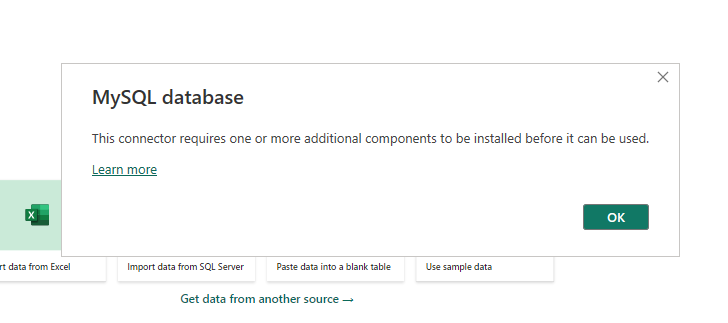 MySQL database
This connector requires one or more additional components to be installed before it can be used.
Learn more
OK
rt data from Excel
Import data from SQL Server
Paste data into a blank table
Use sample data
Get data from another source →